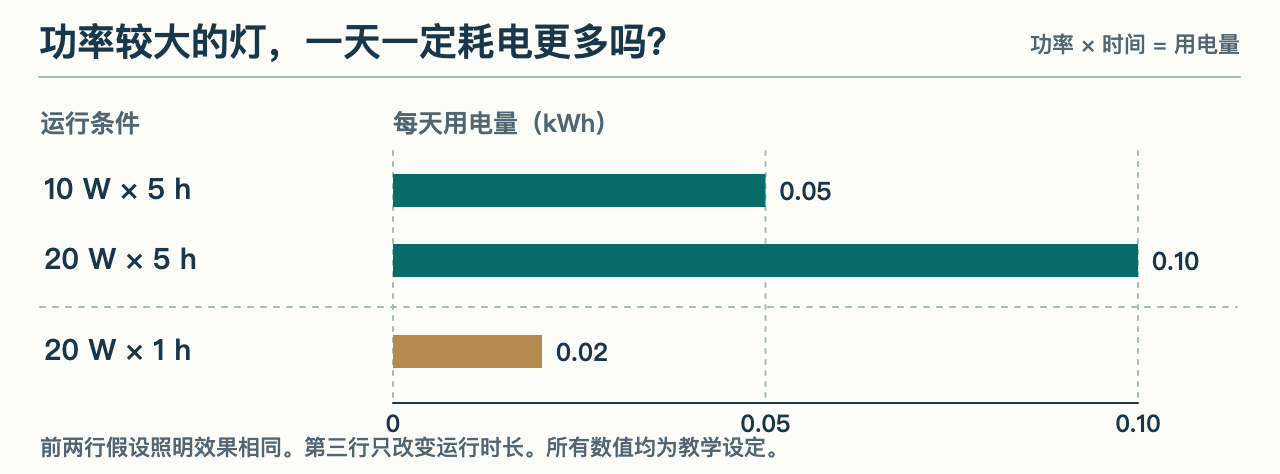 功率较大的灯，一天一定耗电更多吗？
功率 × 时间 = 用电量
运行条件
每天用电量（kWh）
10 W × 5 h
0.05
20 W × 5 h
0.10
20 W × 1 h
0.02
0
0.05
0.10
前两行假设照明效果相同。第三行只改变运行时长。所有数值均为教学设定。